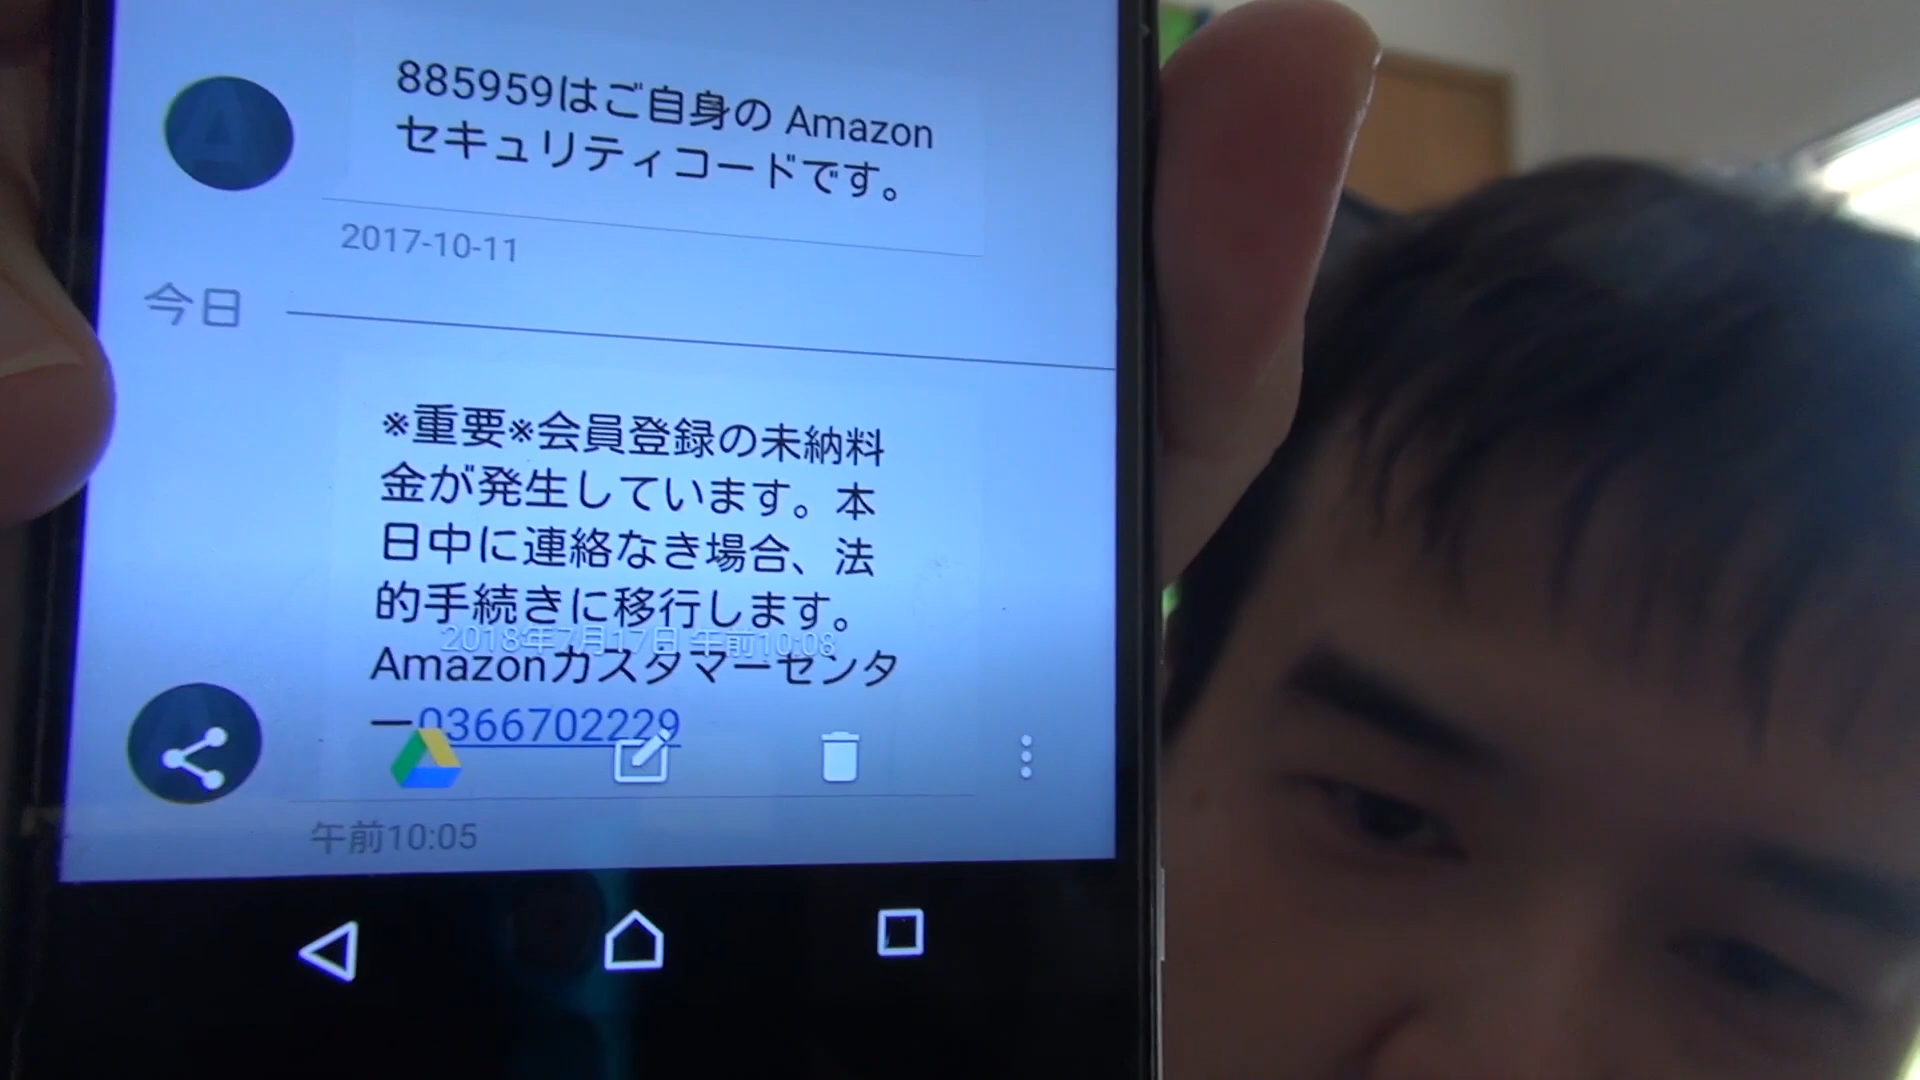 885959はご自身の Amazon
セキュリティコードです。
2017-10-11
今日
※重要※会員登録の未納料
金が発生しています。本
日中に連絡なき場合、法
的手続きに移行します。
2018年7月17日 午前10:08
Amazonカスタマーセンタ
ー0366702229
午前10:05